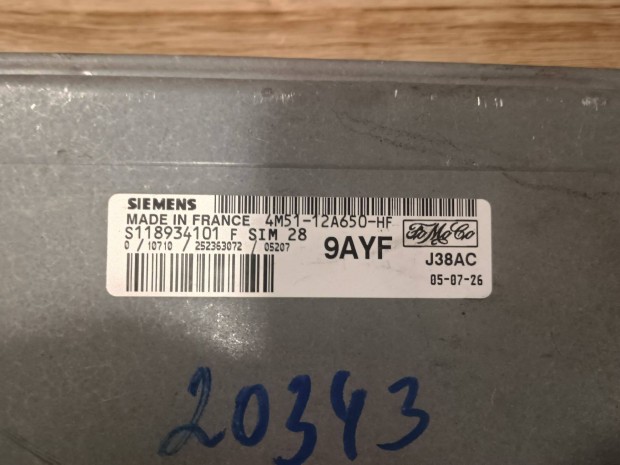 SIEMENS
MADE IN FRANCE 4M51-12A650-HF
S118934101 F SIM 28
0 / 10710 / 252363072 / 05207
9AYF
FoMoCo
J38AC
05-07-26
20343